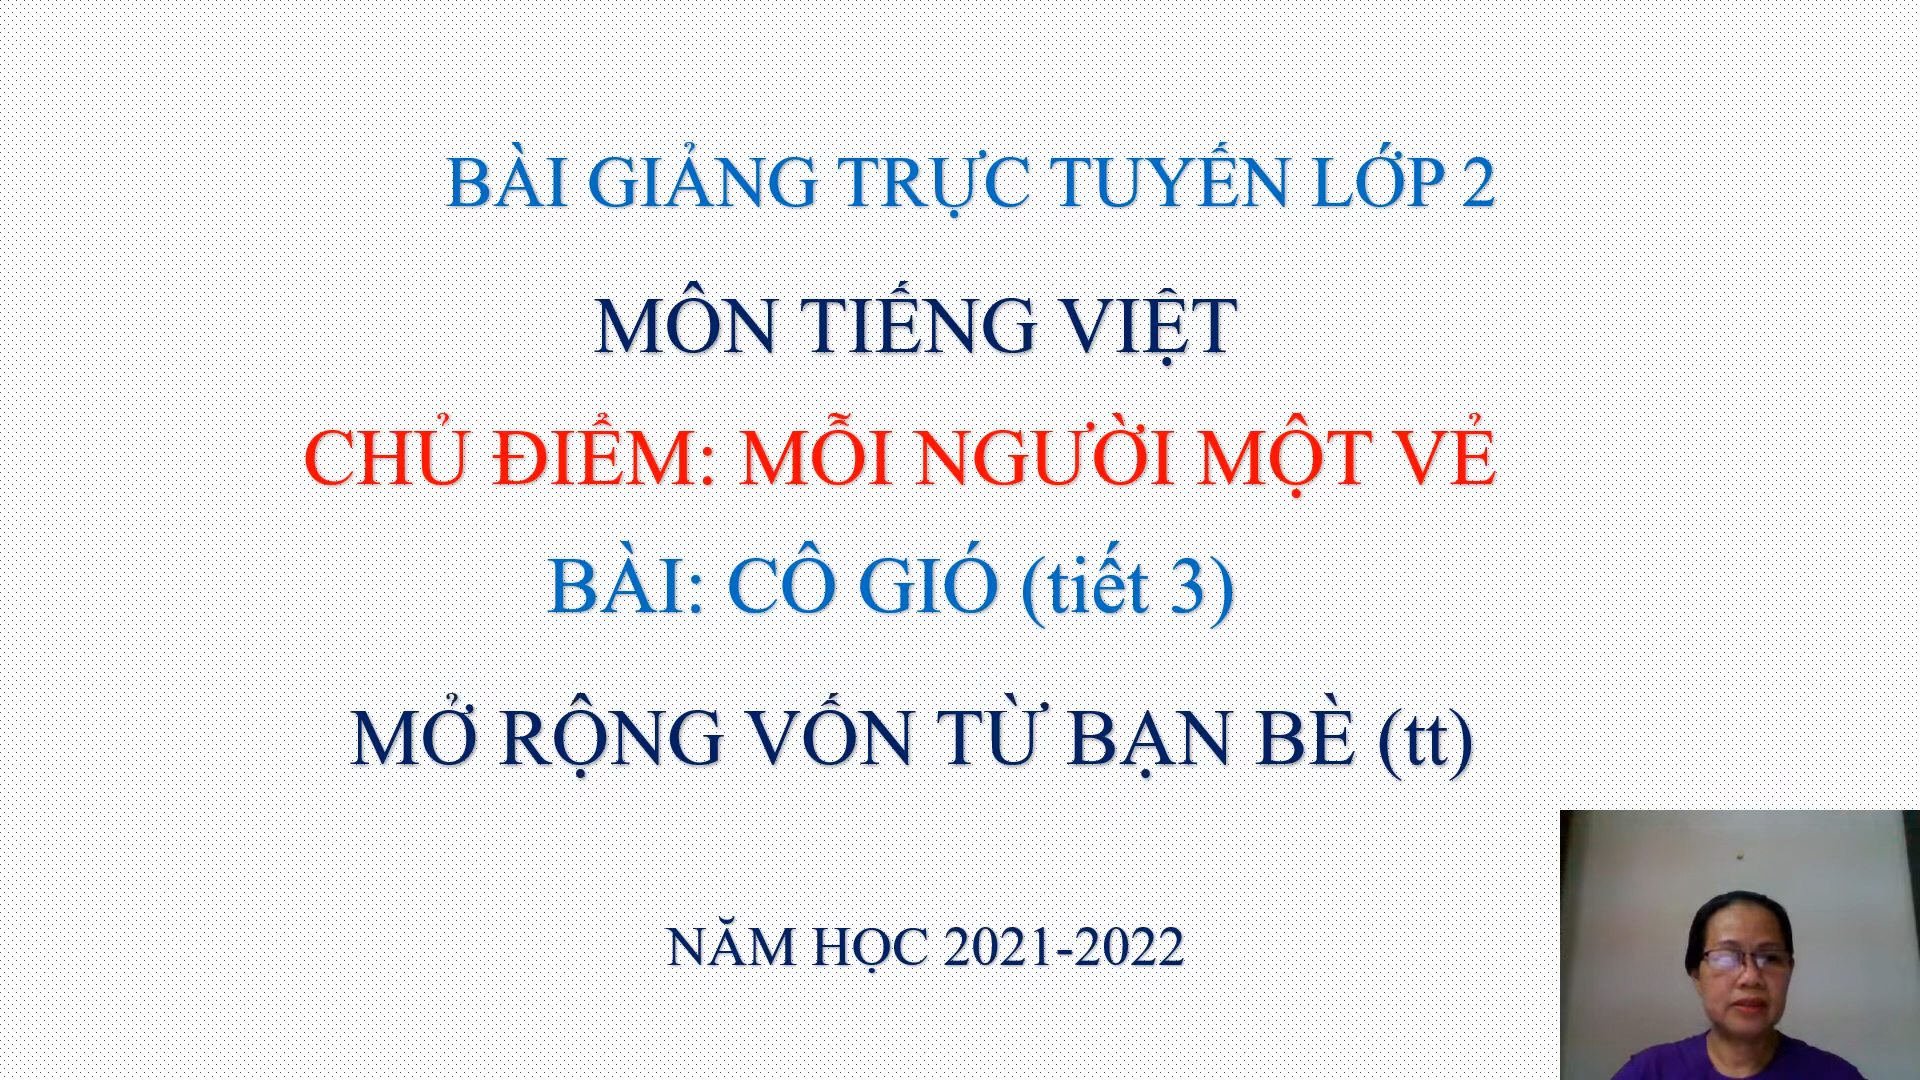 BÀI GIẢNG TRỰC TUYẾN LỚP 2
MÔN TIẾNG VIỆT
CHỦ ĐIỂM: MỖI NGƯỜI MỘT VẺ
BÀI: CÔ GIÓ (tiết 3)
MỞ RỘNG VỐN TỪ BẠN BÈ (tt)
NĂM HỌC 2021-2022